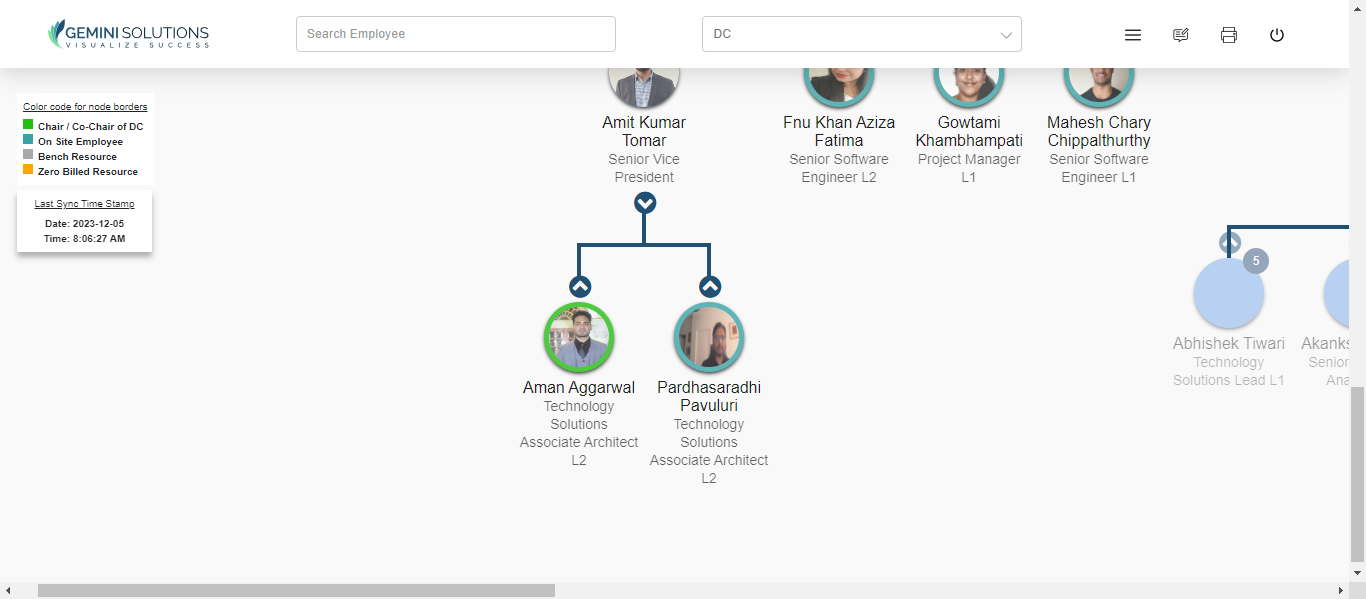 GEMINI SOLUTIONS
VISUALIZE SUCCESS
Search Employee
DC
Color code for node borders
Chair / Co-Chair of DC
On Site Employee
Bench Resource
Zero Billed Resource
Last Sync Time Stamp
Date: 2023-12-05
Time: 8:06:27 AM
Amit Kumar
Tomar
Senior Vice
President
Fnu Khan Aziza
Fatima
Senior Software
Engineer L2
Gowtami
Khambhampati
Project Manager
L1
Mahesh Chary
Chippalthurthy
Senior Software
Engineer L1
Aman Aggarwal
Technology
Solutions
Associate Architect
L2
Pardhasaradhi
Pavuluri
Technology
Solutions
Associate Architect
L2
5
Abhishek Tiwari
Technology
Solutions Lead L1
Akanks
Senior
Ana